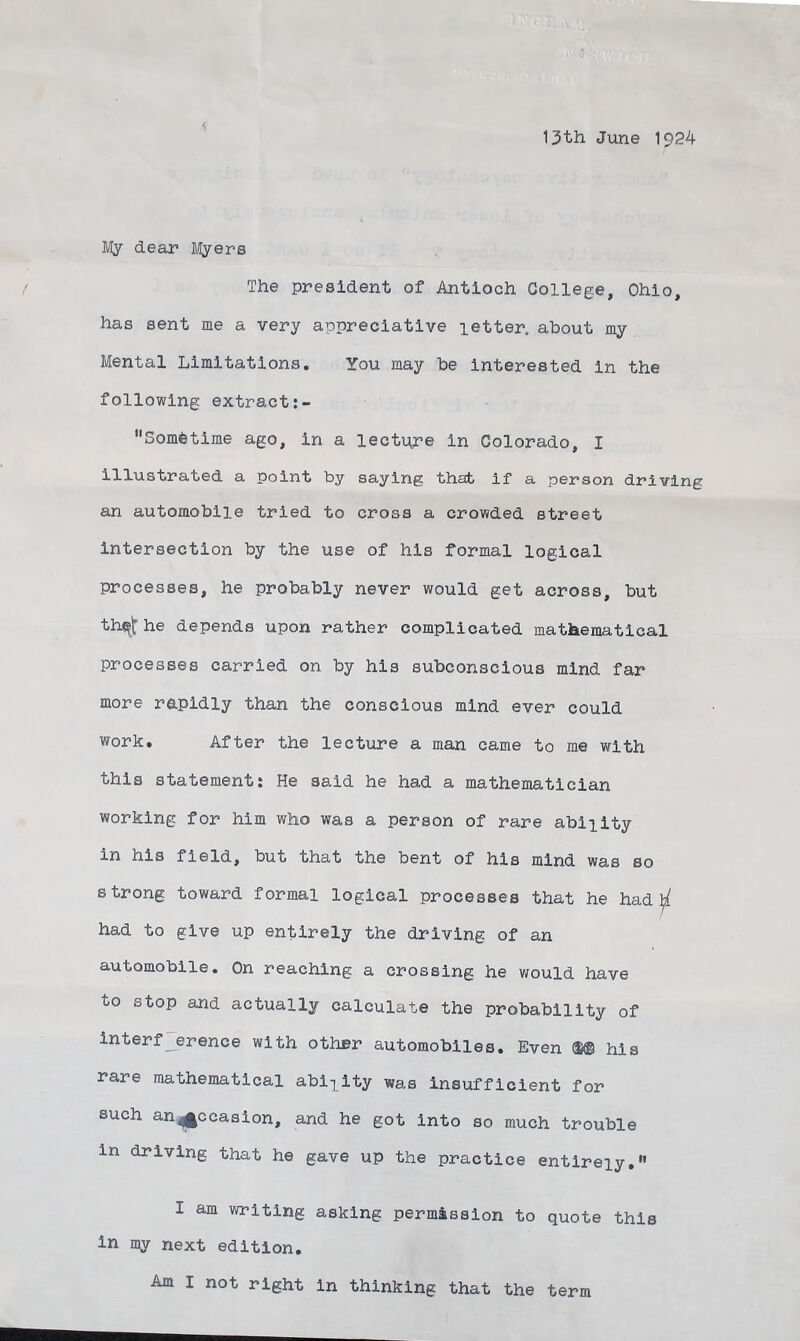 13th June 1924
My dear Myers
The president of Antioch College, Ohio,
has sent me a very appreciative letter. about my
Mental Limitations. You may be interested in the
following extract:-
"Sometime ago, in a lecture in Colorado, I
illustrated a point by saying that if a person driving
an automobile tried to cross a crowded street
intersection by the use of his formal logical
processes, he probably never would get across, but
that he depends upon rather complicated mathematical
processes carried on by his subconscious mind far
more rapidly than the conscious mind ever could
work. After the lecture a man came to me with
this statement: He said he had a mathematician
working for him who was a person of rare ability
in his field, but that the bent of his mind was so
strong toward formal logical processes that he had
had to give up entirely the driving of an
automobile. On reaching a crossing he would have
to stop and actually calculate the probability of
interf erence with other automobiles. Even his
rare mathematical ability was insufficient for
such an occasion, and he got into so much trouble
in driving that he gave up the practice entirely."
I am writing asking permission to quote this
in my next edition.
Am I not right in thinking that the term